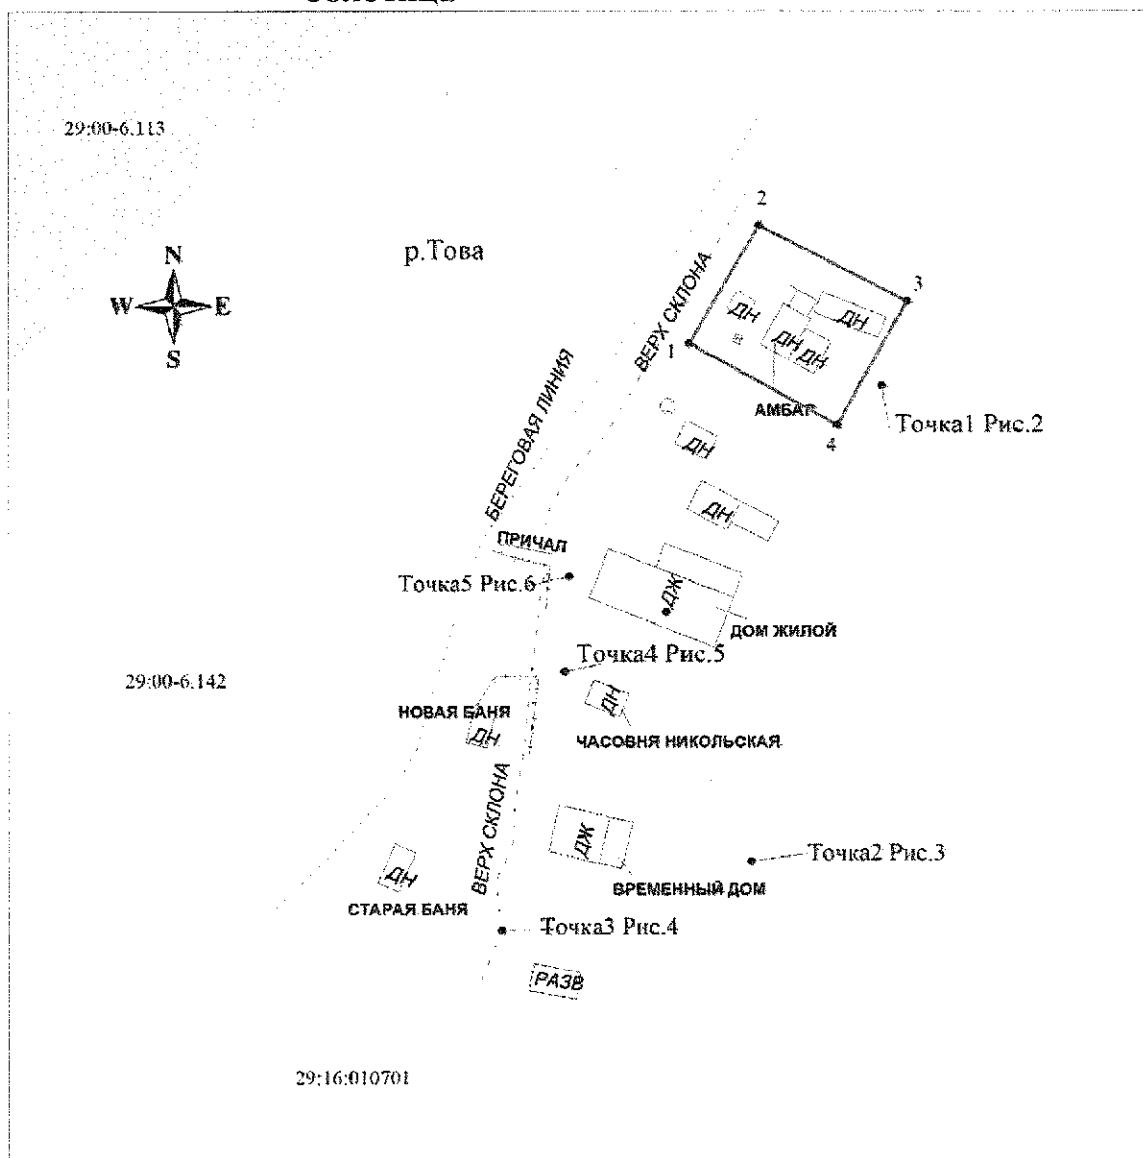 29:00-6.113
2
N
W E
S
р.Това
ВЕРХ СКЛОНА
3
ДН
ДН
ДН
ДН
1
АМБАР
4
Точка1 Рис.2
БЕРЕГОВАЯ ЛИНИЯ
ДН
ДН
ПРИЧАЛ
Точка5 Рис.6
ДЖ
ДОМ ЖИЛОЙ
Точка4 Рис.5
29:00-6.142
НОВАЯ БАНЯ
ДН
ДН
ЧАСОВНЯ НИКОЛЬСКАЯ
ВЕРХ СКЛОНА
ДЖ
Точка2 Рис.3
ВРЕМЕННЫЙ ДОМ
ДН
СТАРАЯ БАНЯ
Точка3 Рис.4
РАЗВ
29:16:010701